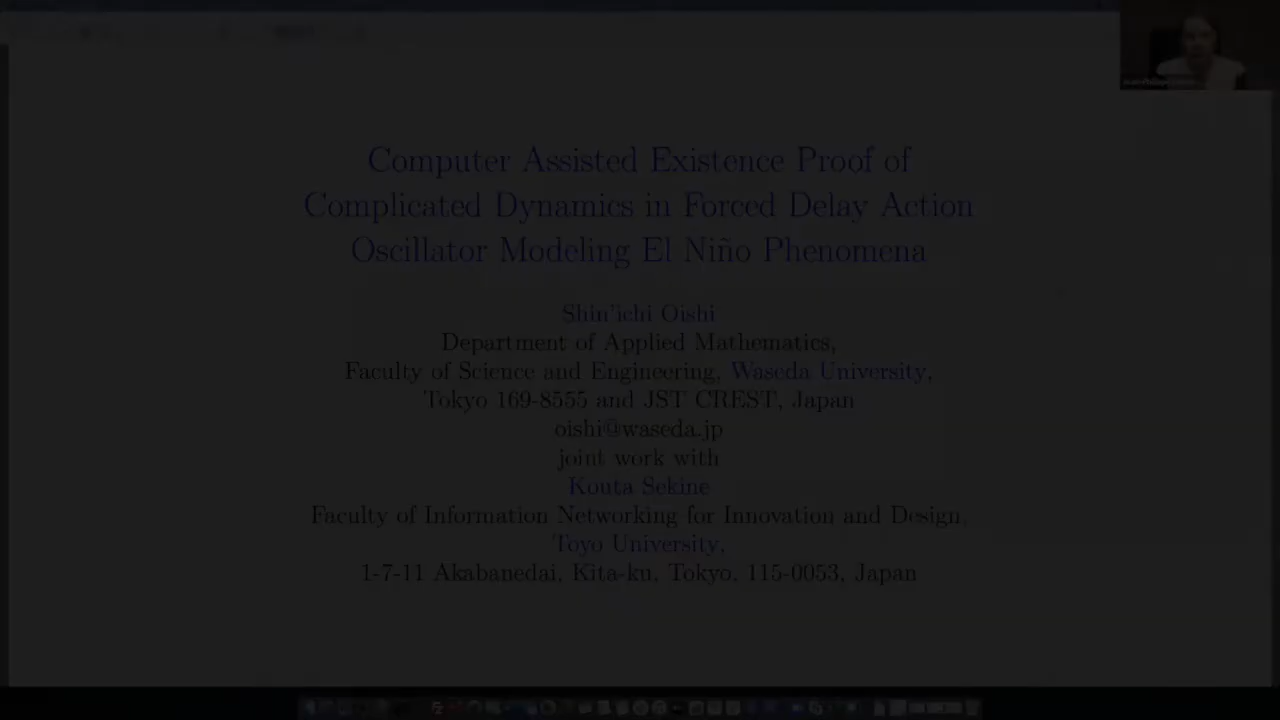 Computer Assisted Existence Proof of
Complicated Dynamics in Forced Delay Action
Oscillator Modeling El Niño Phenomena
Shin'ichi Oishi
Department of Applied Mathematics,
Faculty of Science and Engineering, Waseda University,
Tokyo 169-8555 and JST CREST, Japan
oishi@waseda.jp
joint work with
Kouta Sekine
Faculty of Information Networking for Innovation and Design,
Toyo University,
1-7-11 Akabanedai, Kita-ku, Tokyo, 115-0053, Japan